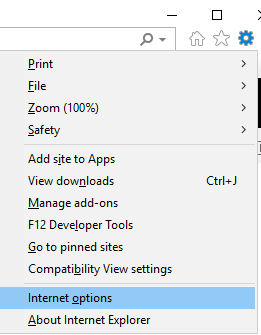 Print
File
Zoom (100%)
Safety
Add site to Apps
View downloads Ctrl+J
Manage add-ons
F12 Developer Tools
Go to pinned sites
Compatibility View settings
Internet options
About Internet Explorer